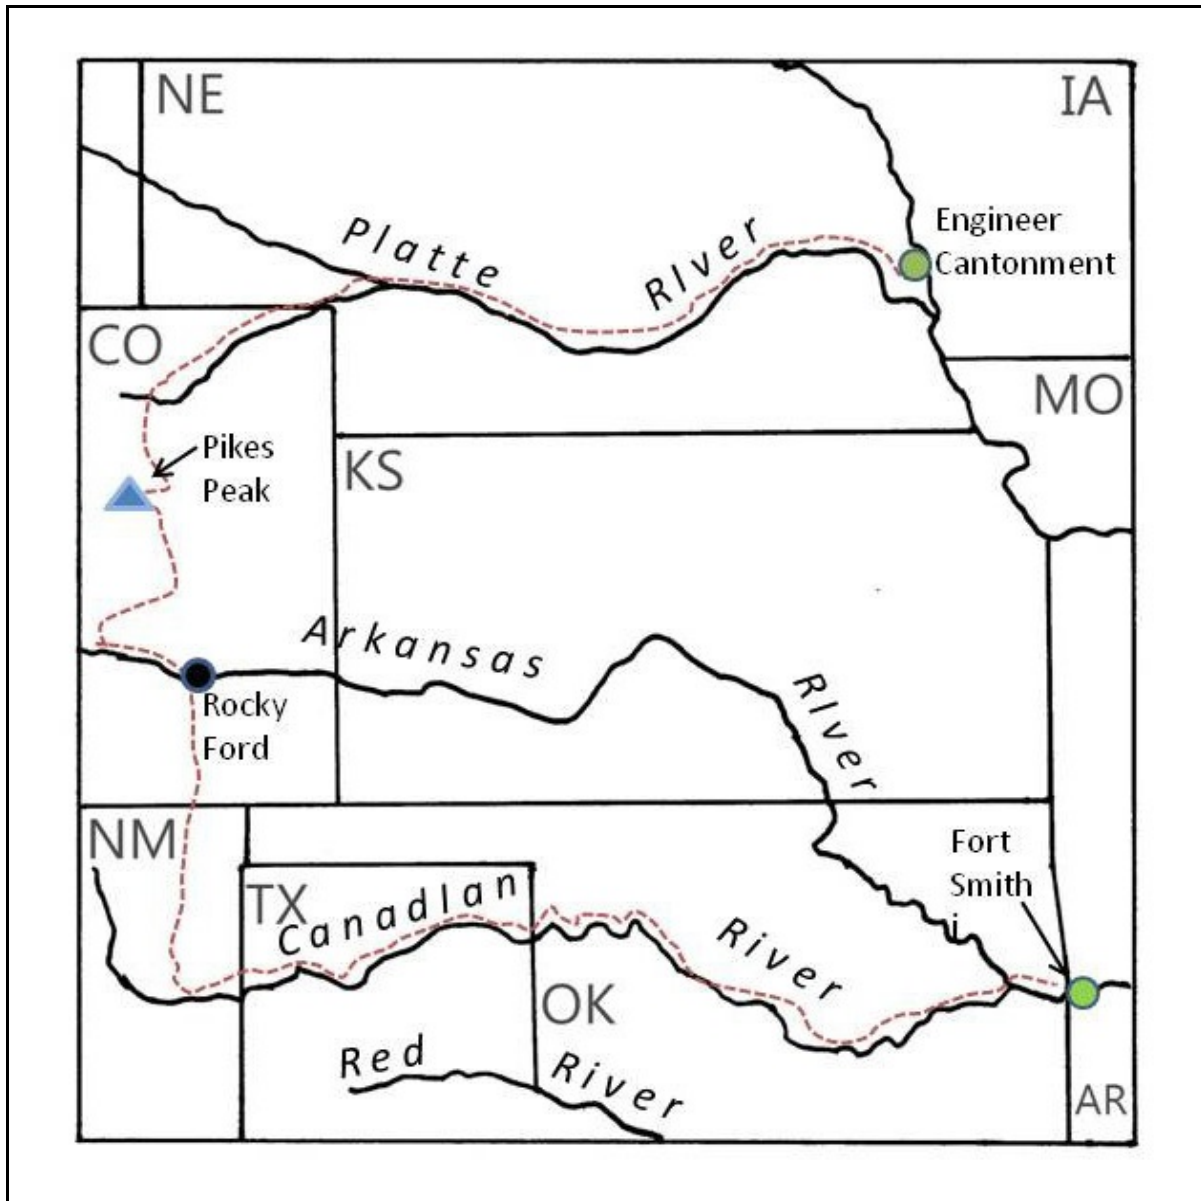 NE
IA
Platte
RIver
Engineer
Cantonment
CO
MO
Pikes
Peak
KS
Arkansas
RIver
Rocky
Ford
NM
Fort
Smith
i
TX
CanadIan
River
OK
Red
River
AR